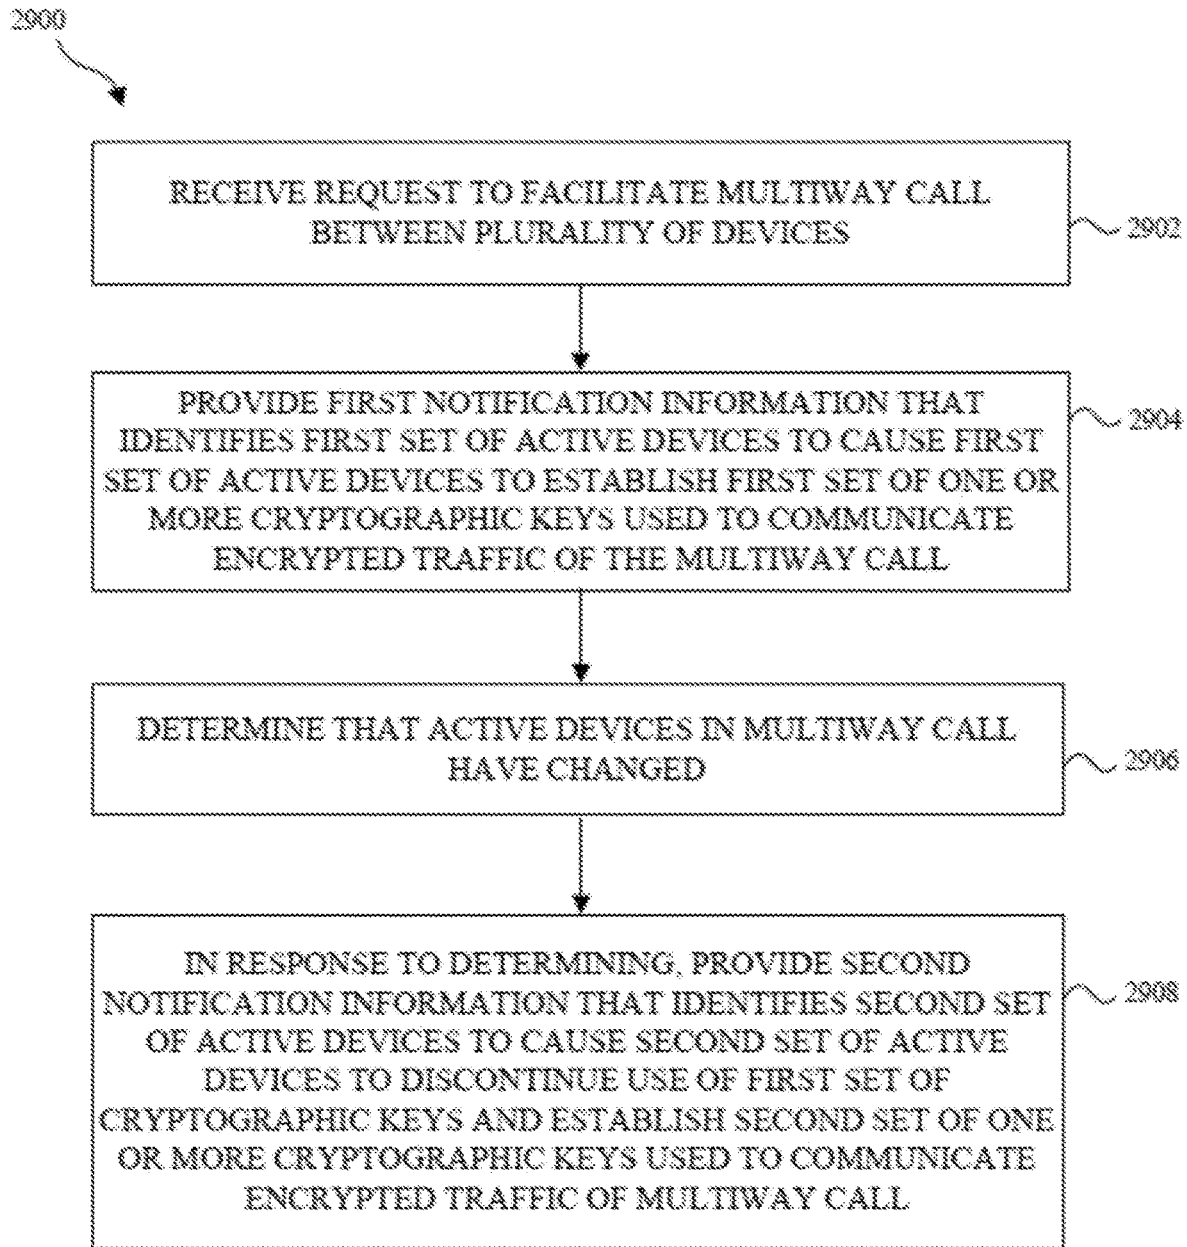 2900
RECEIVE REQUEST TO FACILITATE MULTIWAY CALL
BETWEEN PLURALITY OF DEVICES
2902
PROVIDE FIRST NOTIFICATION INFORMATION THAT
IDENTIFIES FIRST SET OF ACTIVE DEVICES TO CAUSE FIRST
SET OF ACTIVE DEVICES TO ESTABLISH FIRST SET OF ONE OR
MORE CRYPTOGRAPHIC KEYS USED TO COMMUNICATE
ENCRYPTED TRAFFIC OF THE MULTIWAY CALL
2904
DETERMINE THAT ACTIVE DEVICES IN MULTIWAY CALL
HAVE CHANGED
2906
IN RESPONSE TO DETERMINING, PROVIDE SECOND
NOTIFICATION INFORMATION THAT IDENTIFIES SECOND SET
OF ACTIVE DEVICES TO CAUSE SECOND SET OF ACTIVE
DEVICES TO DISCONTINUE USE OF FIRST SET OF
CRYPTOGRAPHIC KEYS AND ESTABLISH SECOND SET OF ONE
OR MORE CRYPTOGRAPHIC KEYS USED TO COMMUNICATE
ENCRYPTED TRAFFIC OF MULTIWAY CALL
2908